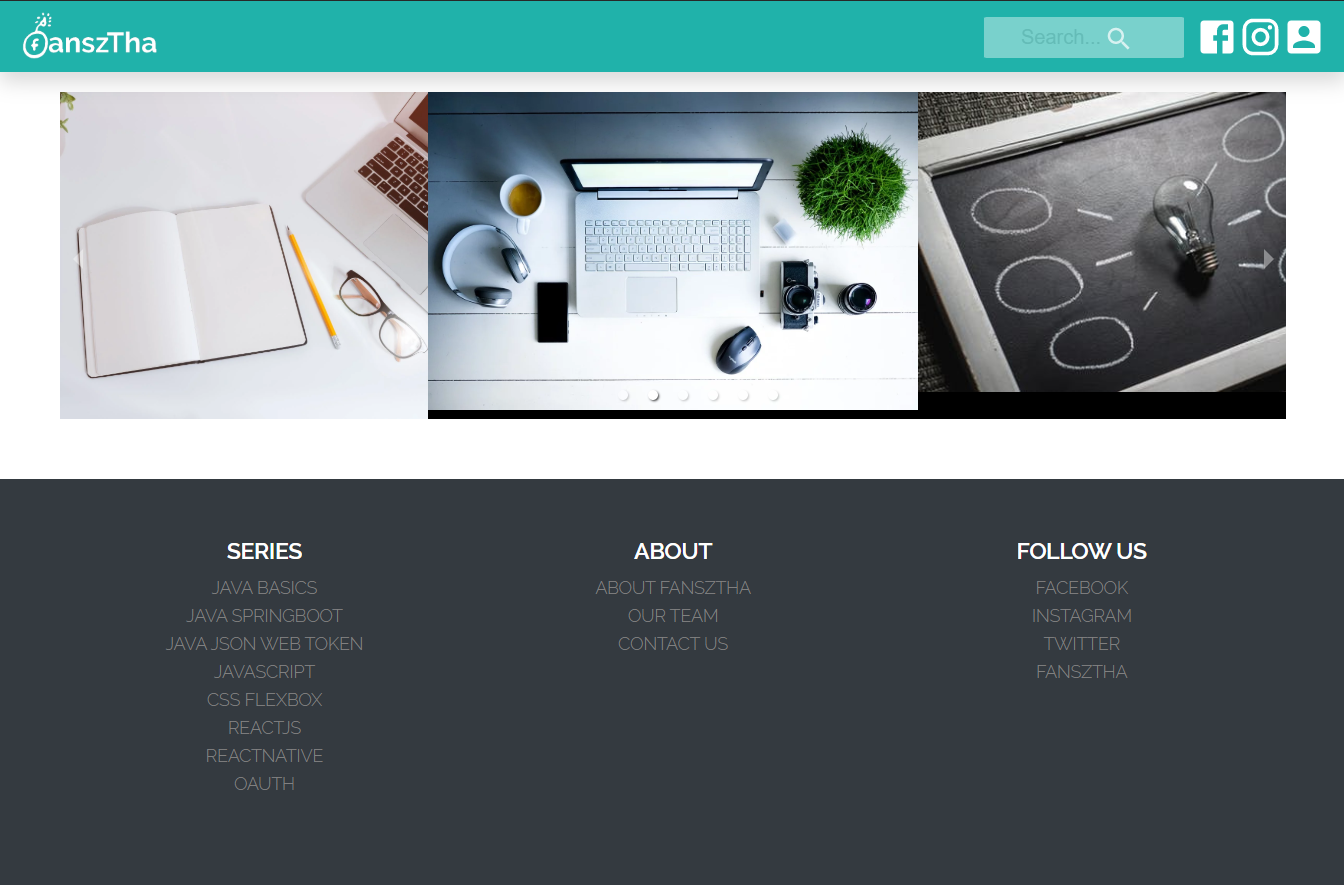 fanszTha
Search...
SERIES
JAVA BASICS
JAVA SPRINGBOOT
JAVA JSON WEB TOKEN
JAVASCRIPT
CSS FLEXBOX
REACTJS
REACTNATIVE
OAUTH
ABOUT
ABOUT FANSZTHA
OUR TEAM
CONTACT US
FOLLOW US
FACEBOOK
INSTAGRAM
TWITTER
FANSZTHA